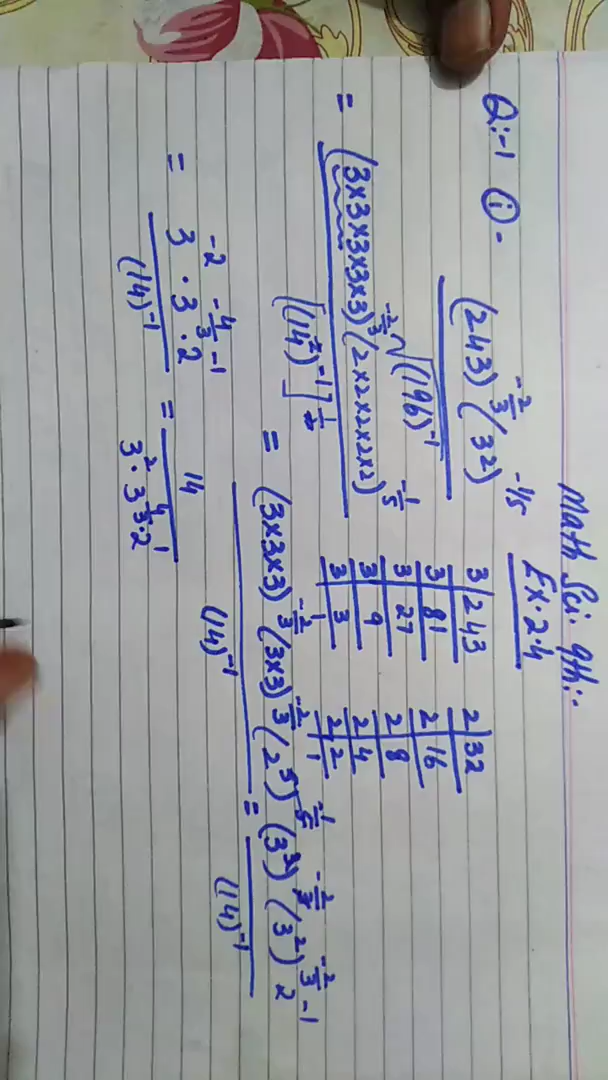 Math Sci. 9th:-
Ex. 2.4
Q:-1 (i) - (243)^(-2/3) (32)^(-1/5) / √(196)^-1
3|243
3|81
3|27
3|9
3|3
2|32
2|16
2|8
2|4
2|2
1
= (3×3×3×3×3)^(-2/3) (2×2×2×2×2)^(-1/5) / [(14^2)^-1]^(1/2)
= (3×3×3)^(-2/3) (3×3)^(-2/3) (2^5)^(-1/5) / (14)^-1
= (3^3)^(-2/3) (3^2)^(-2/3) 2^-1 / (14)^-1
= 3^-2 . 3^(-4/3) . 2^-1 / (14)^-1 = 14 / 3^2 . 3^(4/3) . 2^1